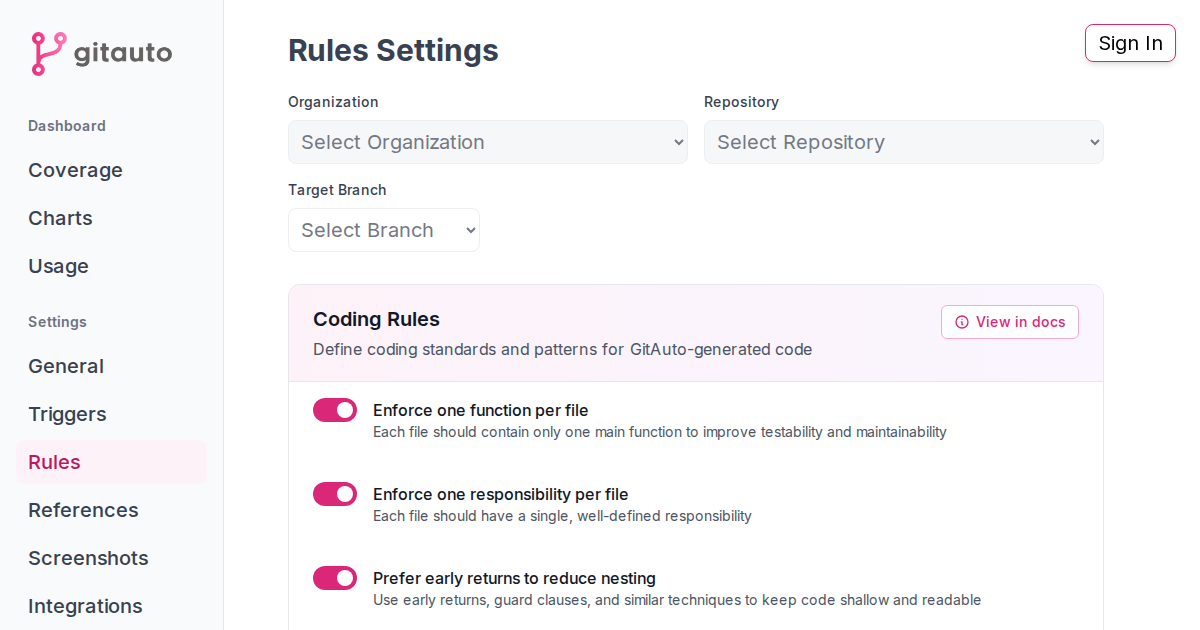 gitauto
Dashboard
Coverage
Charts
Usage
Settings
General
Triggers
Rules
References
Screenshots
Integrations
Rules Settings
Sign In
Organization
Select Organization
Repository
Select Repository
Target Branch
Select Branch
Coding Rules
Define coding standards and patterns for GitAuto-generated code
View in docs
Enforce one function per file
Each file should contain only one main function to improve testability and maintainability
Enforce one responsibility per file
Each file should have a single, well-defined responsibility
Prefer early returns to reduce nesting
Use early returns, guard clauses, and similar techniques to keep code shallow and readable